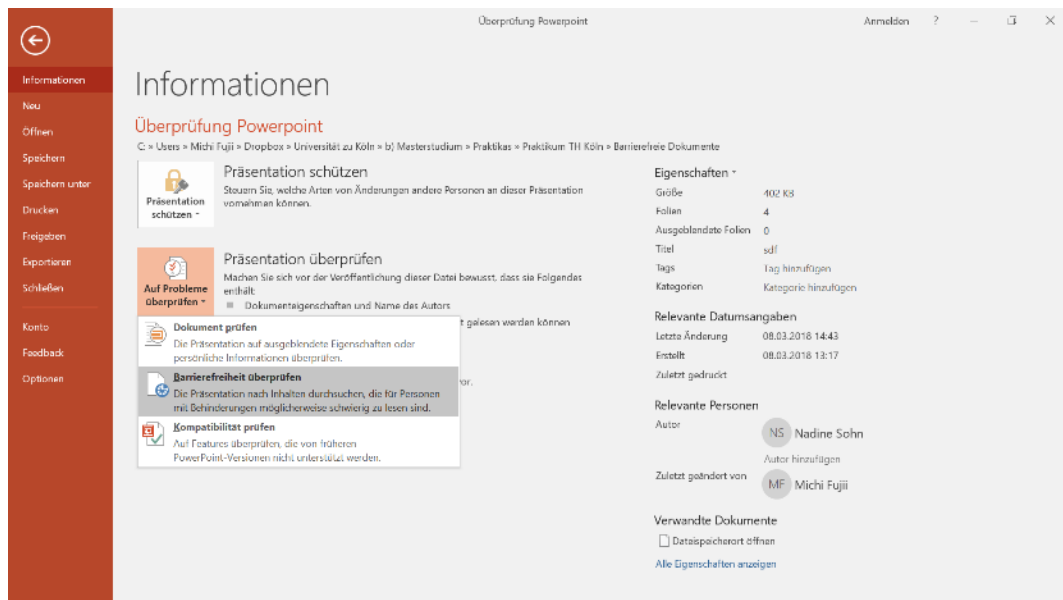 Überprüfung Powerpoint
Anmelden ?
Informationen
Neu
Öffnen
Speichern
Speichern unter
Drucken
Freigeben
Exportieren
Schließen
Konto
Feedback
Optionen
Informationen
Überprüfung Powerpoint
C: » Users » Michi Fujii » Dropbox » Universität zu Köln » b) Masterstudium » Praktikas » Praktikum TH Köln » Barrierefreie Dokumente
Präsentation schützen
Präsentation schützen
Steuern Sie, welche Arten von Änderungen andere Personen an dieser Präsentation
vornehmen können.
Auf Probleme überprüfen
Präsentation überprüfen
Machen Sie sich vor der Veröffentlichung dieser Datei bewusst, dass sie Folgendes
enthält:
Dokumenteigenschaften und Name des Autors
t gelesen werden können
vor.
Dokument prüfen
Die Präsentation auf ausgeblendete Eigenschaften oder
persönliche Informationen überprüfen.
Barrierefreiheit überprüfen
Die Präsentation nach Inhalten durchsuchen, die für Personen
mit Behinderungen möglicherweise schwierig zu lesen sind.
Kompatibilität prüfen
Auf Features überprüfen, die von früheren
PowerPoint-Versionen nicht unterstützt werden.
Eigenschaften
Größe 402 KB
Folien 4
Ausgeblendete Folien 0
Titel sdf
Tags Tag hinzufügen
Kategorien Kategorie hinzufügen
Relevante Datumsangaben
Letzte Änderung 08.03.2018 14:43
Erstellt 08.03.2018 13:17
Zuletzt gedruckt
Relevante Personen
Autor
NS Nadine Sohn
Autor hinzufügen
Zuletzt geändert von
MF Michi Fujii
Verwandte Dokumente
Dateispeicherort öffnen
Alle Eigenschaften anzeigen